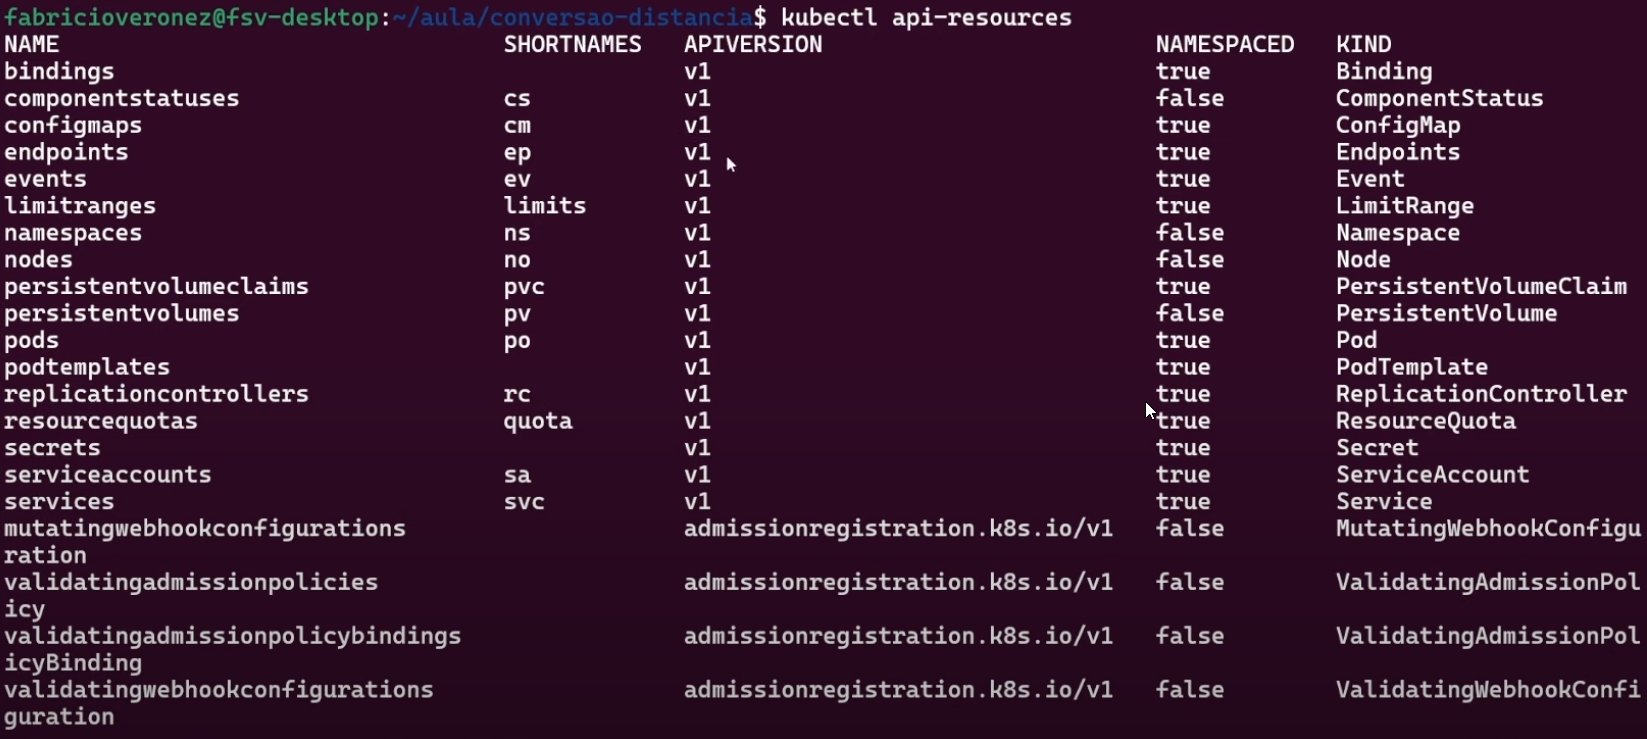 fabricioveronez@fsv-desktop:~/aula/conversao-distancia$ kubectl api-resources
NAME SHORTNAMES APIVERSION NAMESPACED KIND
bindings v1 true Binding
componentstatuses cs v1 false ComponentStatus
configmaps cm v1 true ConfigMap
endpoints ep v1 true Endpoints
events ev v1 true Event
limitranges limits v1 true LimitRange
namespaces ns v1 false Namespace
nodes no v1 false Node
persistentvolumeclaims pvc v1 true PersistentVolumeClaim
persistentvolumes pv v1 false PersistentVolume
pods po v1 true Pod
podtemplates v1 true PodTemplate
replicationcontrollers rc v1 true ReplicationController
resourcequotas quota v1 true ResourceQuota
secrets v1 true Secret
serviceaccounts sa v1 true ServiceAccount
services svc v1 true Service
mutatingwebhookconfigurations admissionregistration.k8s.io/v1 false MutatingWebhookConfigu
ration
validatingadmissionpolicies admissionregistration.k8s.io/v1 false ValidatingAdmissionPol
icy
validatingadmissionpolicybindings admissionregistration.k8s.io/v1 false ValidatingAdmissionPol
icyBinding
validatingwebhookconfigurations admissionregistration.k8s.io/v1 false ValidatingWebhookConfi
guration